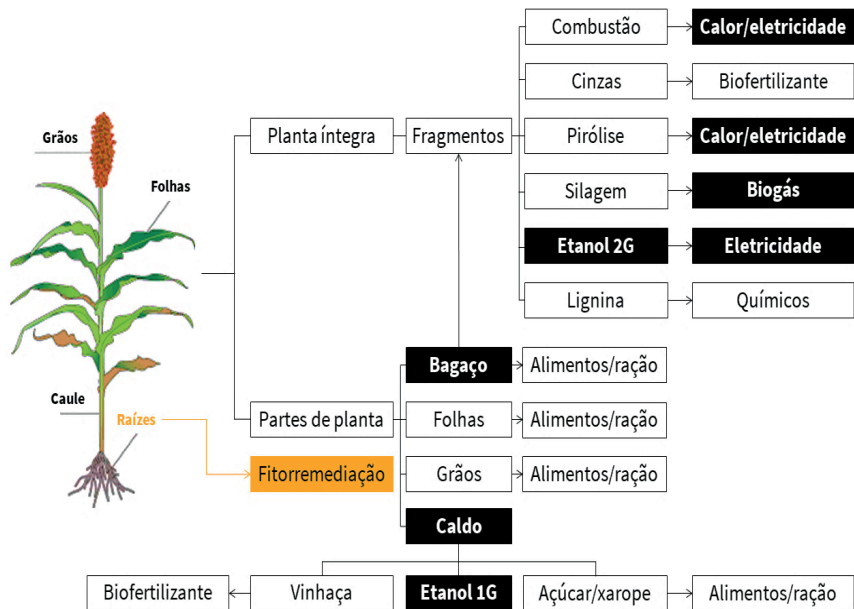 Combustão
Calor/eletricidade
Cinzas
Biofertilizante
Grãos
Planta íntegra
Fragmentos
Pirólise
Calor/eletricidade
Folhas
Silagem
Biogás
Etanol 2G
Eletricidade
Lignina
Químicos
Bagaço
Alimentos/ração
Caule
Raízes
Partes de planta
Folhas
Alimentos/ração
Fitorremediação
Grãos
Alimentos/ração
Caldo
Biofertilizante
Vinhaça
Etanol 1G
Açúcar/xarope
Alimentos/ração